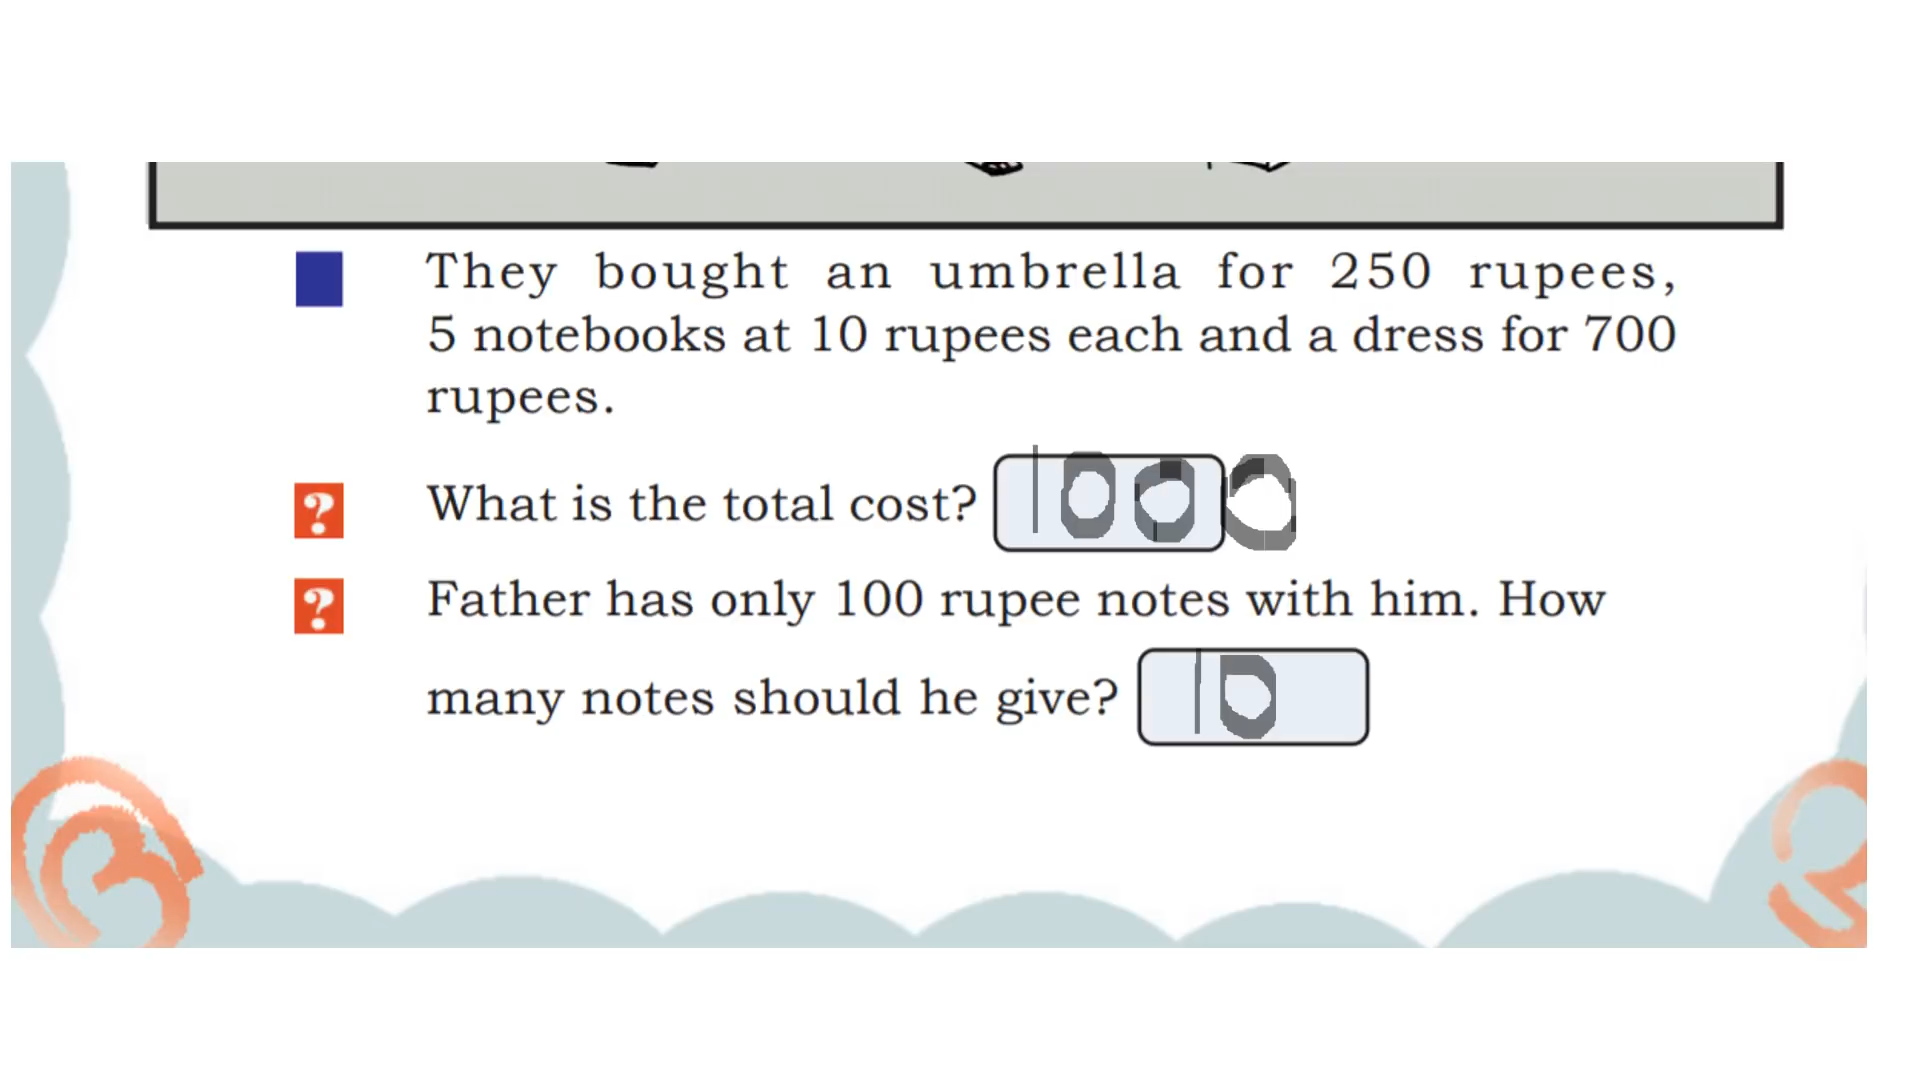 They bought an umbrella for 250 rupees,
5 notebooks at 10 rupees each and a dress for 700
rupees.
? What is the total cost? 1000
? Father has only 100 rupee notes with him. How
many notes should he give? 10